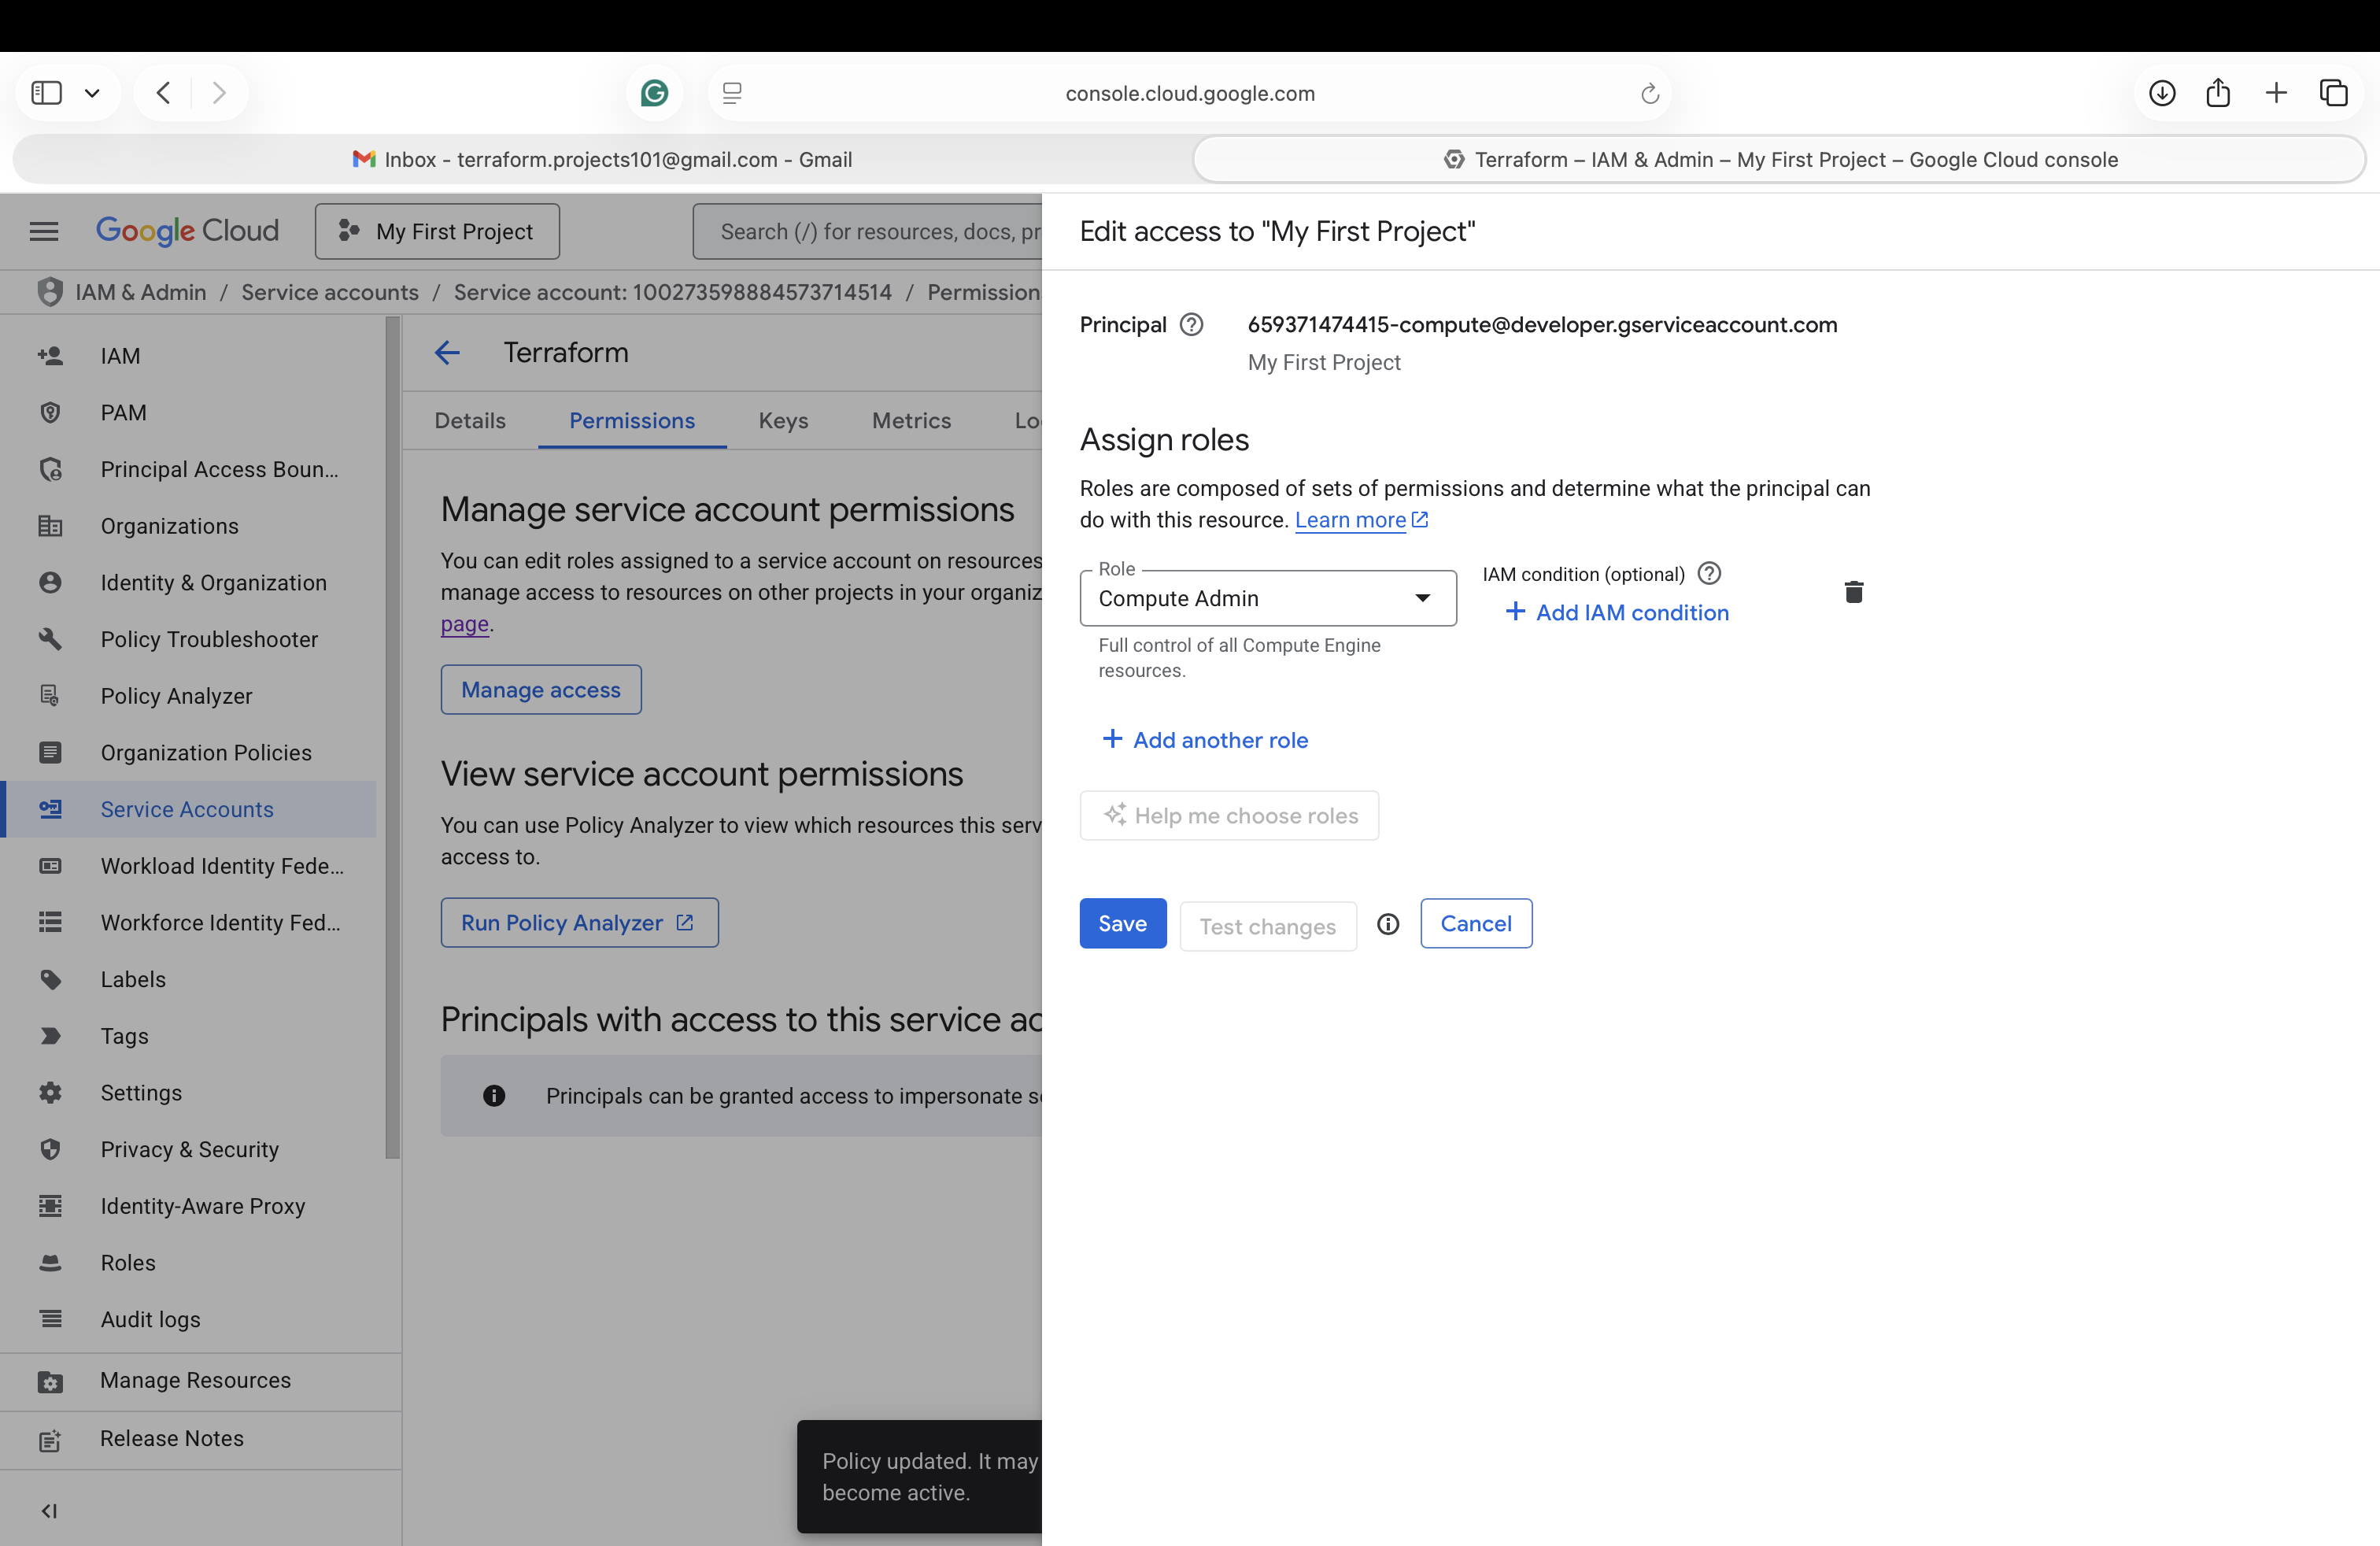 console.cloud.google.com
Inbox - terraform.projects101@gmail.com - Gmail
Terraform – IAM & Admin – My First Project – Google Cloud console
Google Cloud
My First Project
Search (/) for resources, docs, pr
IAM & Admin / Service accounts / Service account: 100273598884573714514 / Permission
IAM
PAM
Principal Access Boun...
Organizations
Identity & Organization
Policy Troubleshooter
Policy Analyzer
Organization Policies
Service Accounts
Workload Identity Fede...
Workforce Identity Fed...
Labels
Tags
Settings
Privacy & Security
Identity-Aware Proxy
Roles
Audit logs
Manage Resources
Release Notes
Terraform
Details Permissions Keys Metrics Lo
Manage service account permissions
You can edit roles assigned to a service account on resources
manage access to resources on other projects in your organiz
page.
Manage access
View service account permissions
You can use Policy Analyzer to view which resources this serv
access to.
Run Policy Analyzer
Principals with access to this service ac
Principals can be granted access to impersonate s
Policy updated. It may
become active.
Edit access to "My First Project"
Principal 659371474415-compute@developer.gserviceaccount.com
My First Project
Assign roles
Roles are composed of sets of permissions and determine what the principal can
do with this resource. Learn more
Role
Compute Admin
Full control of all Compute Engine
resources.
IAM condition (optional)
+ Add IAM condition
+ Add another role
Help me choose roles
Save Test changes Cancel